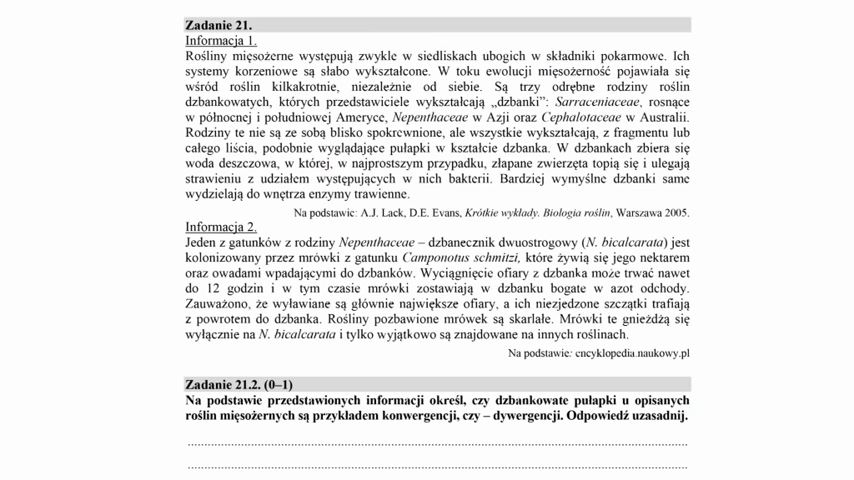 Zadanie 21.
Informacja 1.
Rośliny mięsożerne występują zwykle w siedliskach ubogich w składniki pokarmowe. Ich
systemy korzeniowe są słabo wykształcone. W toku ewolucji mięsożerność pojawiała się
wśród roślin kilkakrotnie, niezależnie od siebie. Są trzy odrębne rodziny roślin
dzbankowatych, których przedstawiciele wykształcają „dzbanki”: Sarraceniaceae, rosnące
w północnej i południowej Ameryce, Nepenthaceae w Azji oraz Cephalotaceae w Australii.
Rodziny te nie są ze sobą blisko spokrewnione, ale wszystkie wykształcają, z fragmentu lub
całego liścia, podobnie wyglądające pułapki w kształcie dzbanka. W dzbankach zbiera się
woda deszczowa, w której, w najprostszym przypadku, złapane zwierzęta topią się i ulegają
strawieniu z udziałem występujących w nich bakterii. Bardziej wymyślne dzbanki same
wydzielają do wnętrza enzymy trawienne.
Na podstawie: A.J. Lack, D.E. Evans, Krótkie wykłady. Biologia roślin, Warszawa 2005.
Informacja 2.
Jeden z gatunków z rodziny Nepenthaceae – dzbanecznik dwuostrogowy (N. bicalcarata) jest
kolonizowany przez mrówki z gatunku Camponotus schmitzi, które żywią się jego nektarem
oraz owadami wpadającymi do dzbanków. Wyciągnięcie ofiary z dzbanka może trwać nawet
do 12 godzin i w tym czasie mrówki zostawiają w dzbanku bogate w azot odchody.
Zauważono, że wyławiane są głównie największe ofiary, a ich niezjedzone szczątki trafiają
z powrotem do dzbanka. Rośliny pozbawione mrówek są skarlałe. Mrówki te gnieżdżą się
wyłącznie na N. bicalcarata i tylko wyjątkowo są znajdowane na innych roślinach.
Na podstawie: encyklopedia.naukowy.pl
Zadanie 21.2. (0–1)
Na podstawie przedstawionych informacji określ, czy dzbankowate pułapki u opisanych
roślin mięsożernych są przykładem konwergencji, czy – dywergencji. Odpowiedź uzasadnij.